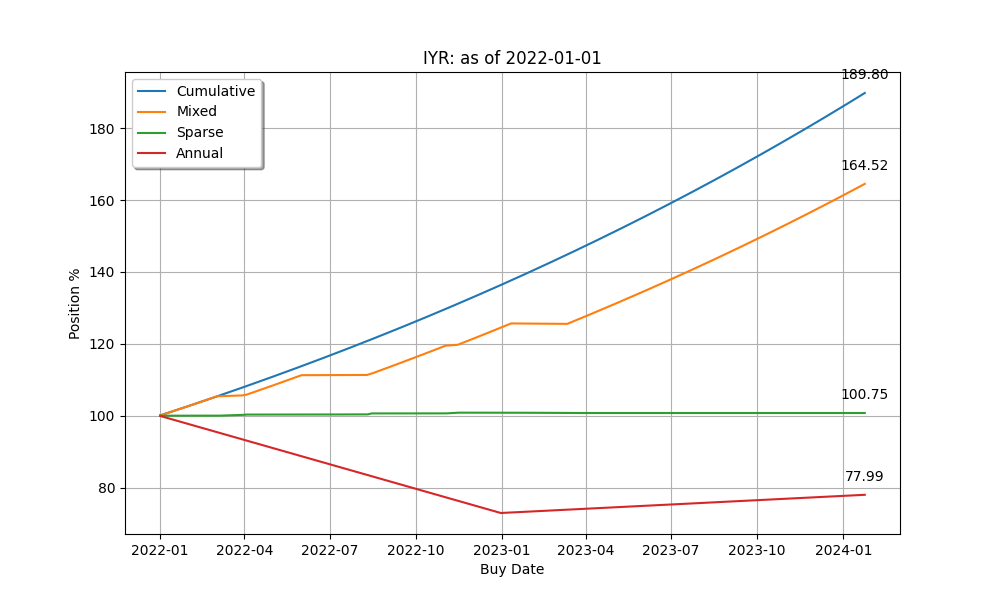 IYR: as of 2022-01-01
Cumulative
Mixed
Sparse
Annual
189.80
164.52
100.75
77.99
Position %
180
160
140
120
100
80
2022-01
2022-04
2022-07
2022-10
2023-01
2023-04
2023-07
2023-10
2024-01
Buy Date